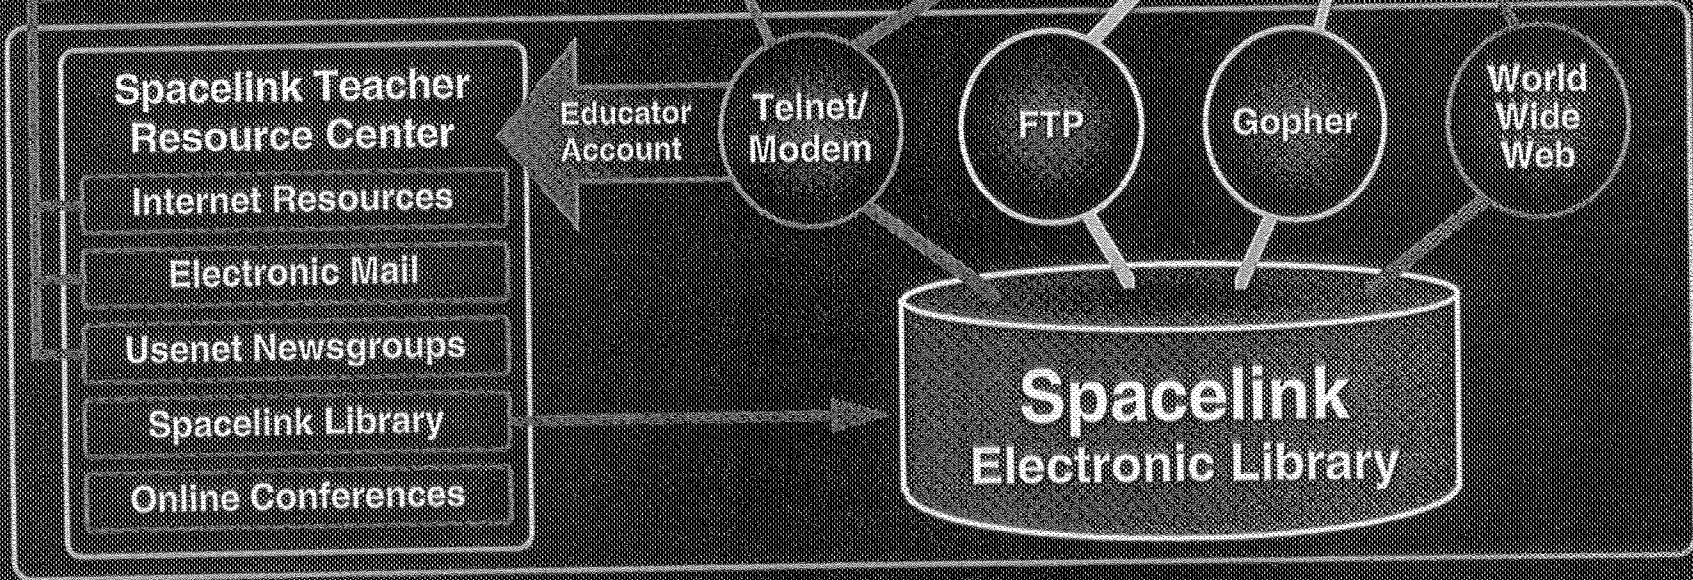 Spacelink Teacher
Resource Center
Internet Resources
Electronic Mail
Usenet Newsgroups
Spacelink Library
Online Conferences
Educator
Account
Telnet/
Modem
FTP
Gopher
World
Wide
Web
Spacelink
Electronic Library